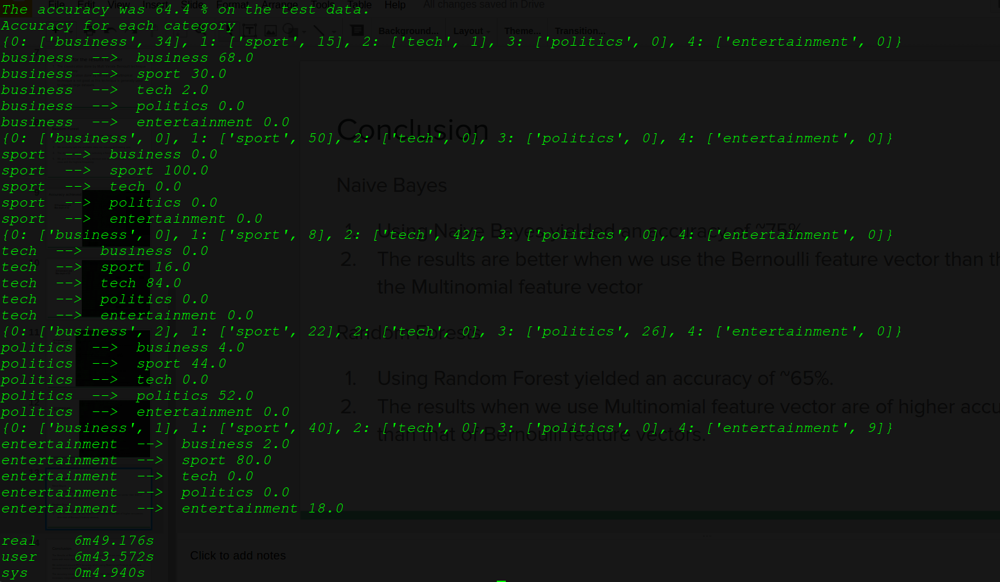 The accuracy was 64.4 % on the test data.
Accuracy for each category
{0: ['business', 34], 1: ['sport', 15], 2: ['tech', 1], 3: ['politics', 0], 4: ['entertainment', 0]}
business  -->  business 68.0
business  -->  sport 30.0
business  -->  tech 2.0
business  -->  politics 0.0
business  -->  entertainment 0.0
{0: ['business', 0], 1: ['sport', 50], 2: ['tech', 0], 3: ['politics', 0], 4: ['entertainment', 0]}
sport  -->  business 0.0
sport  -->  sport 100.0
sport  -->  tech 0.0
sport  -->  politics 0.0
sport  -->  entertainment 0.0
{0: ['business', 0], 1: ['sport', 8], 2: ['tech', 42], 3: ['politics', 0], 4: ['entertainment', 0]}
tech  -->  business 0.0
tech  -->  sport 16.0
tech  -->  tech 84.0
tech  -->  politics 0.0
tech  -->  entertainment 0.0
{0: ['business', 2], 1: ['sport', 22], 2: ['tech', 0], 3: ['politics', 26], 4: ['entertainment', 0]}
politics  -->  business 4.0
politics  -->  sport 44.0
politics  -->  tech 0.0
politics  -->  politics 52.0
politics  -->  entertainment 0.0
{0: ['business', 1], 1: ['sport', 40], 2: ['tech', 0], 3: ['politics', 0], 4: ['entertainment', 9]}
entertainment  -->  business 2.0
entertainment  -->  sport 80.0
entertainment  -->  tech 0.0
entertainment  -->  politics 0.0
entertainment  -->  entertainment 18.0
real    6m49.176s
user    6m43.572s
sys     0m4.940s
File Edit View Insert Slide Format Arrange Tools Table Help All changes saved in Drive
Background... Layout Theme... Transition...
Conclusion
Naive Bayes
1. Using Naive Bayes yielded an accuracy of ~75%.
2. The results are better when we use the Bernoulli feature vector than
the Multinomial feature vector
Random Forests
1. Using Random Forest yielded an accuracy of ~65%.
2. The results when we use Multinomial feature vector are of higher
than that of Bernoulli feature vectors.
Click to add notes